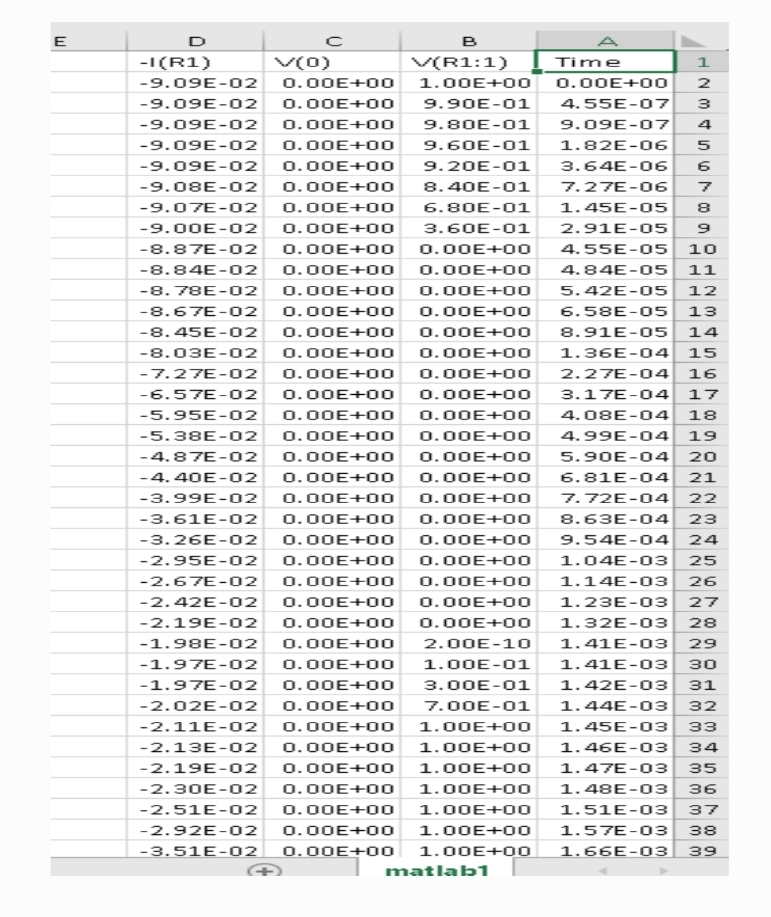 E D C B A
-I(R1) V(0) V(R1:1) Time 1
-9.09E-02 0.00E+00 1.00E+00 0.00E+00 2
-9.09E-02 0.00E+00 9.90E-01 4.55E-07 3
-9.09E-02 0.00E+00 9.80E-01 9.09E-07 4
-9.09E-02 0.00E+00 9.60E-01 1.82E-06 5
-9.09E-02 0.00E+00 9.20E-01 3.64E-06 6
-9.08E-02 0.00E+00 8.40E-01 7.27E-06 7
-9.07E-02 0.00E+00 6.80E-01 1.45E-05 8
-9.00E-02 0.00E+00 3.60E-01 2.91E-05 9
-8.87E-02 0.00E+00 0.00E+00 4.55E-05 10
-8.84E-02 0.00E+00 0.00E+00 4.84E-05 11
-8.78E-02 0.00E+00 0.00E+00 5.42E-05 12
-8.67E-02 0.00E+00 0.00E+00 6.58E-05 13
-8.45E-02 0.00E+00 0.00E+00 8.91E-05 14
-8.03E-02 0.00E+00 0.00E+00 1.36E-04 15
-7.27E-02 0.00E+00 0.00E+00 2.27E-04 16
-6.57E-02 0.00E+00 0.00E+00 3.17E-04 17
-5.95E-02 0.00E+00 0.00E+00 4.08E-04 18
-5.38E-02 0.00E+00 0.00E+00 4.99E-04 19
-4.87E-02 0.00E+00 0.00E+00 5.90E-04 20
-4.40E-02 0.00E+00 0.00E+00 6.81E-04 21
-3.99E-02 0.00E+00 0.00E+00 7.72E-04 22
-3.61E-02 0.00E+00 0.00E+00 8.63E-04 23
-3.26E-02 0.00E+00 0.00E+00 9.54E-04 24
-2.95E-02 0.00E+00 0.00E+00 1.04E-03 25
-2.67E-02 0.00E+00 0.00E+00 1.14E-03 26
-2.42E-02 0.00E+00 0.00E+00 1.23E-03 27
-2.19E-02 0.00E+00 0.00E+00 1.32E-03 28
-1.98E-02 0.00E+00 2.00E-10 1.41E-03 29
-1.97E-02 0.00E+00 1.00E-01 1.41E-03 30
-1.97E-02 0.00E+00 3.00E-01 1.42E-03 31
-2.02E-02 0.00E+00 7.00E-01 1.44E-03 32
-2.11E-02 0.00E+00 1.00E+00 1.45E-03 33
-2.13E-02 0.00E+00 1.00E+00 1.46E-03 34
-2.19E-02 0.00E+00 1.00E+00 1.47E-03 35
-2.30E-02 0.00E+00 1.00E+00 1.48E-03 36
-2.51E-02 0.00E+00 1.00E+00 1.51E-03 37
-2.92E-02 0.00E+00 1.00E+00 1.57E-03 38
-3.51E-02 0.00E+00 1.00E+00 1.66E-03 39
matlab1